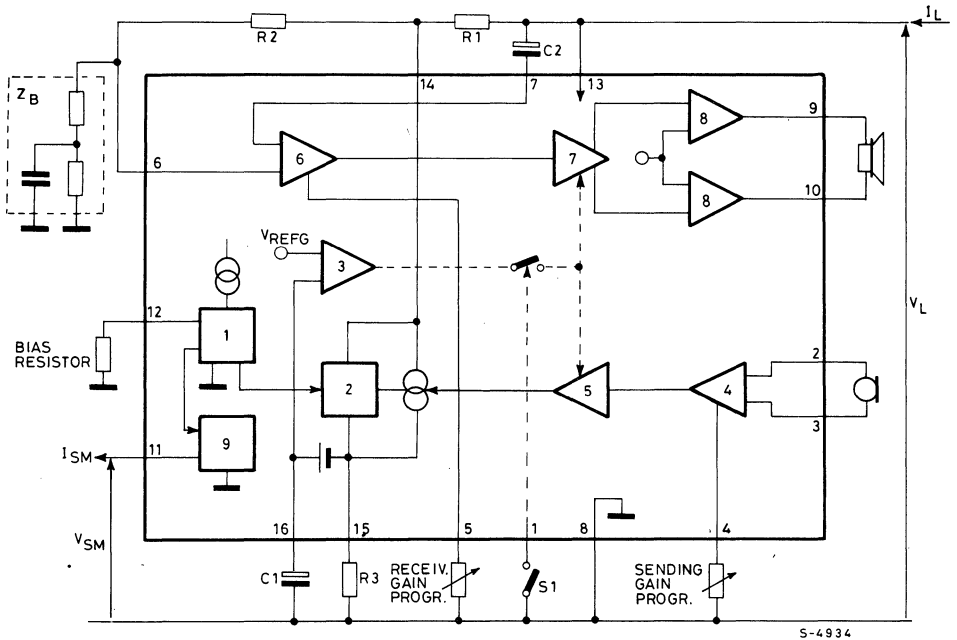 I L
R2
R1
C2
14
7
13
Z B
9
8
6
6
7
8
10
V REFG
3
12
1
V L
BIAS
RESISTOR
2
5
4
2
3
9
I SM
11
V SM
16
15
5
1
8
4
C1
R3
RECEIV.
GAIN
PROGR.
S1
SENDING
GAIN
PROGR.
S-4934